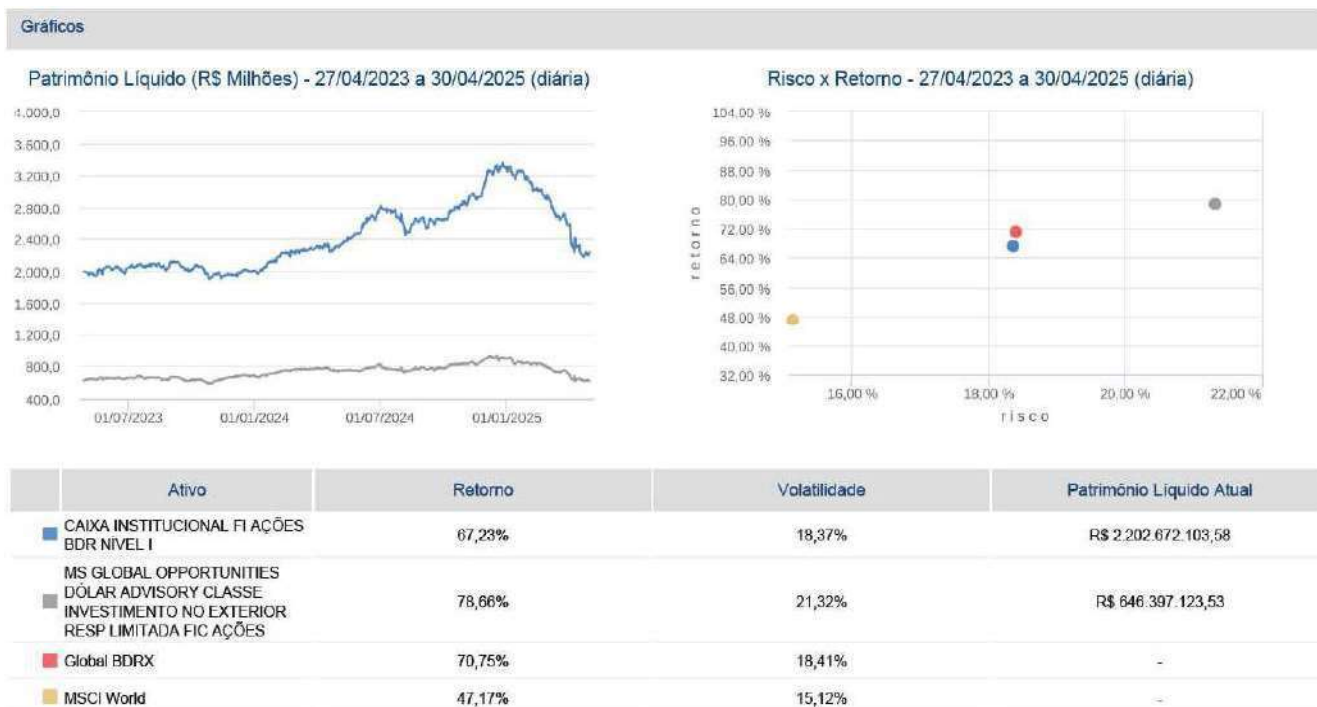 Gráficos
Patrimônio Líquido (R$ Milhões) - 27/04/2023 a 30/04/2025 (diária)
4.000,0
3.600,0
3.200,0
2.800,0
2.400,0
2.000,0
1.600,0
1.200,0
800,0
400,0
01/07/2023 01/01/2024 01/07/2024 01/01/2025
Risco x Retorno - 27/04/2023 a 30/04/2025 (diária)
104,00 %
96,00 %
88,00 %
80,00 %
72,00 %
64,00 %
56,00 %
48,00 %
40,00 %
32,00 %
retorno
16,00 % 18,00 % 20,00 % 22,00 %
risco
Ativo Retorno Volatilidade Patrimônio Líquido Atual
CAIXA INSTITUCIONAL FI AÇÕES
BDR NÍVEL I
67,23% 18,37% R$ 2.202.672.103,58
MS GLOBAL OPPORTUNITIES
DÓLAR ADVISORY CLASSE
INVESTIMENTO NO EXTERIOR
RESP LIMITADA FIC AÇÕES
78,66% 21,32% R$ 646.397.123,53
Global BDRX 70,75% 18,41% -
MSCI World 47,17% 15,12% -